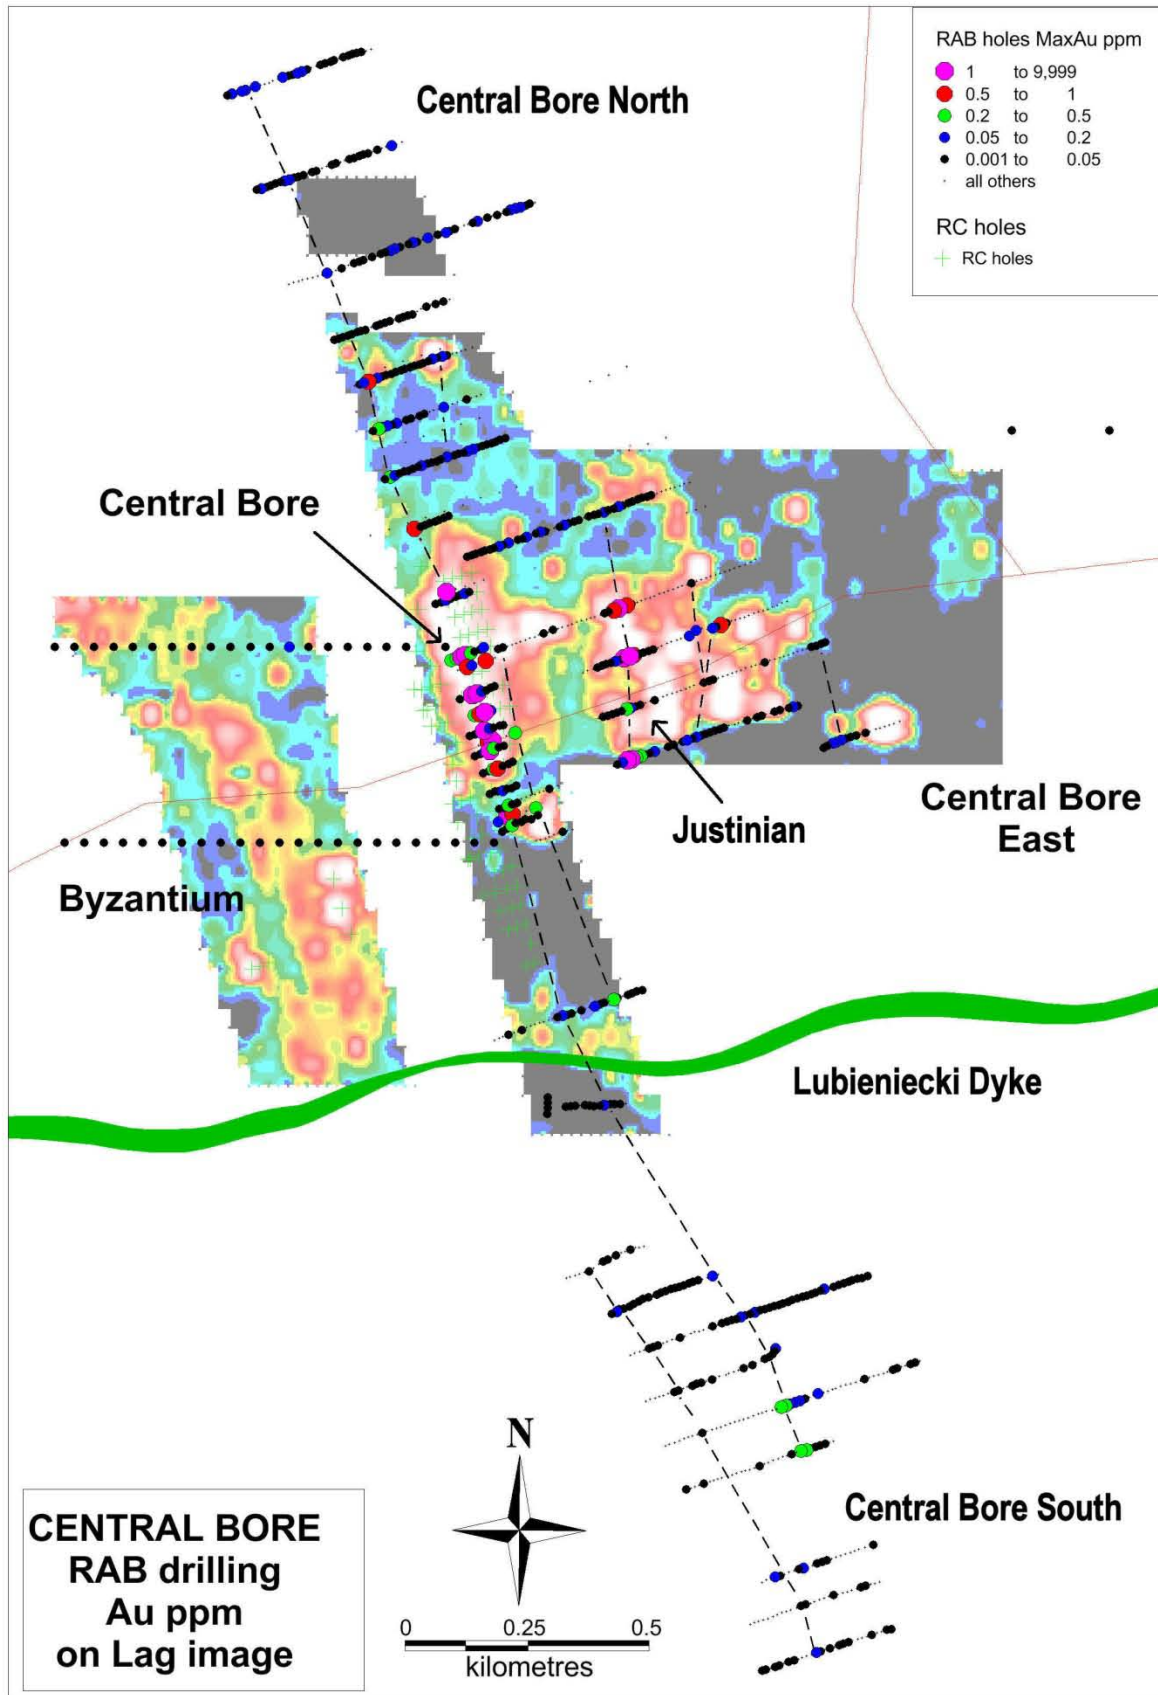 RAB holes MaxAu ppm
1 to 9,999
0.5 to 1
0.2 to 0.5
0.05 to 0.2
0.001 to 0.05
all others
RC holes
RC holes
Central Bore North
Central Bore
Justinian
Central Bore
East
Byzantium
Lubieniecki Dyke
N
Central Bore South
CENTRAL BORE
RAB drilling
Au ppm
on Lag image
0 0.25 0.5
kilometres